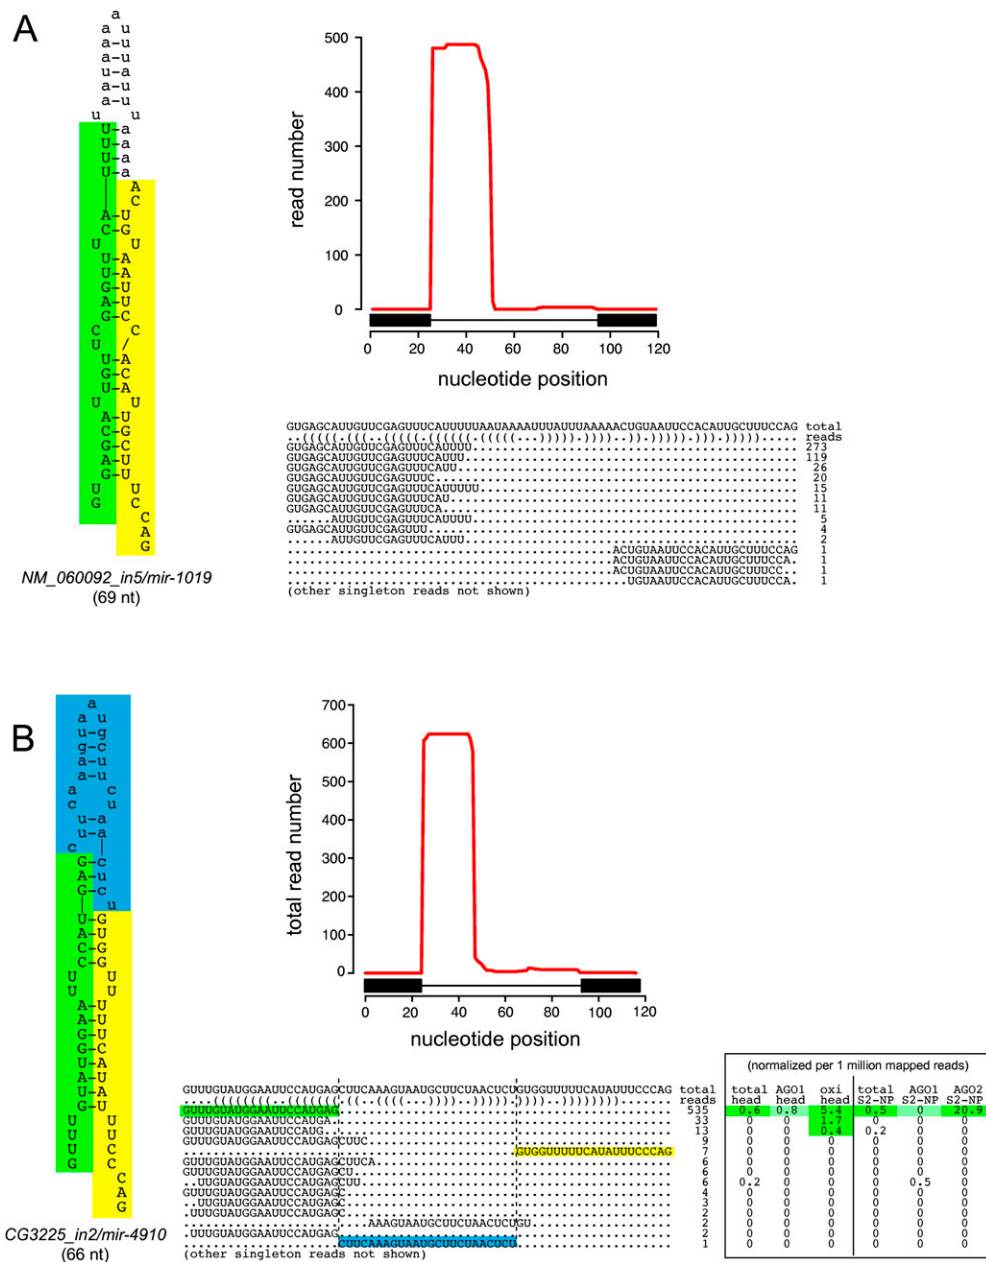 A
a
a u
a u
a-u
u-a
a-u
a-u
u u
U-a
U-a
U-a
U-a
A
C
A-U
C-G
U U
U-A
U-A
G-U
A-U
G-C
C C
U /
U-A
G-C
U-A
U U
A-U
C-G
G-C
A-U
G-U
U U
G C
C
A
G
NM_060092_in5/mir-1019
(69 nt)
read number
500
400
300
200
100
0
0 20 40 60 80 100 120
nucleotide position
GUGAGCAUUGUUCGAGUUUCAUUUUUAAUAAAAUUUAUUUAAAAACUGUAAUUCCACAUUGCUUUCCAG total
reads
GUGAGCAUUGUUCGAGUUUCAUUUU 273
GUGAGCAUUGUUCGAGUUUCAUUU 119
GUGAGCAUUGUUCGAGUUUCAUU 26
GUGAGCAUUGUUCGAGUUUC 20
GUGAGCAUUGUUCGAGUUUCAUUUUU 15
GUGAGCAUUGUUCGAGUUUCAU 11
GUGAGCAUUGUUCGAGUUUCA 11
AUUGUUCGAGUUUCAUUUU 5
GUGAGCAUUGUUCGAGUUU 4
AUUGUUCGAGUUUCAUUU 2
ACUGUAAUUCCACAUUGCUUUCCAG 1
ACUGUAAUUCCACAUUGCUUUCCA. 1
ACUGUAAUUCCACAUUGCUUUCC.. 1
UGUAAUUCCACAUUGCUUUCCA. 1
(other singleton reads not shown)
B
a
a u
u-g
g-c
a-u
a-u
a c
c u
u-a
u-a
c |
G-c
A-u
G-c
| u
U-G
A-U
C-G
C-G
U U
U U
A-U
A-U
G-U
G-C
U-A
A-U
U-A
G-U
U U
U U
U C
G C
C
A
G
CG3225_in2/mir-4910
(66 nt)
total read number
700
600
500
400
300
200
100
0
0 20 40 60 80 100 120
nucleotide position
GUUUGUAUGGAAUUCCAUGAGCUUCAAAGUAAUGCUUCUAACUCUGUGGUUUUUCAUAUUUCCCAG total
reads
GUUUGUAUGGAAUUCCAUGAG 535
GUUUGUAUGGAAUUCCAUGA 33
GUUUGUAUGGAAUUCCAUG 13
GUUUGUAUGGAAUUCCAUGAGCUUC 9
GUGGUUUUUCAUAUUUCCCAG 7
GUUUGUAUGGAAUUCCAUGAGCUUCA 6
GUUUGUAUGGAAUUCCAUGAGCU 6
UUGUAUGGAAUUCCAUGAGCUU 6
GUUUGUAUGGAAUUCCAUGAGC 4
UUGUAUGGAAUUCCAUGAGC 3
UUUGUAUGGAAUUCCAUGAGC 2
AAAGUAAUGCUUCUAACUCUGU 2
UUUGUAUGGAAUUCCAUGAG 2
CUUCAAAGUAAUGCUUCUAACUCU 1
(other singleton reads not shown)
(normalized per 1 million mapped reads)
total AGO1 oxi total AGO1 AGO2
head head head S2-NP S2-NP S2-NP
0.6 0.8 5.4 0.5 0 20.9
0 0 1.7 0 0 0
0 0 0.4 0.2 0 0
0 0 0 0 0 0
0 0 0 0 0 0
0 0 0 0 0 0
0 0 0 0 0 0
0.2 0 0 0 0.5 0
0 0 0 0 0 0
0 0 0 0 0 0
0 0 0 0 0 0
0 0 0 0 0 0
0 0 0 0 0 0
0 0 0 0 0 0